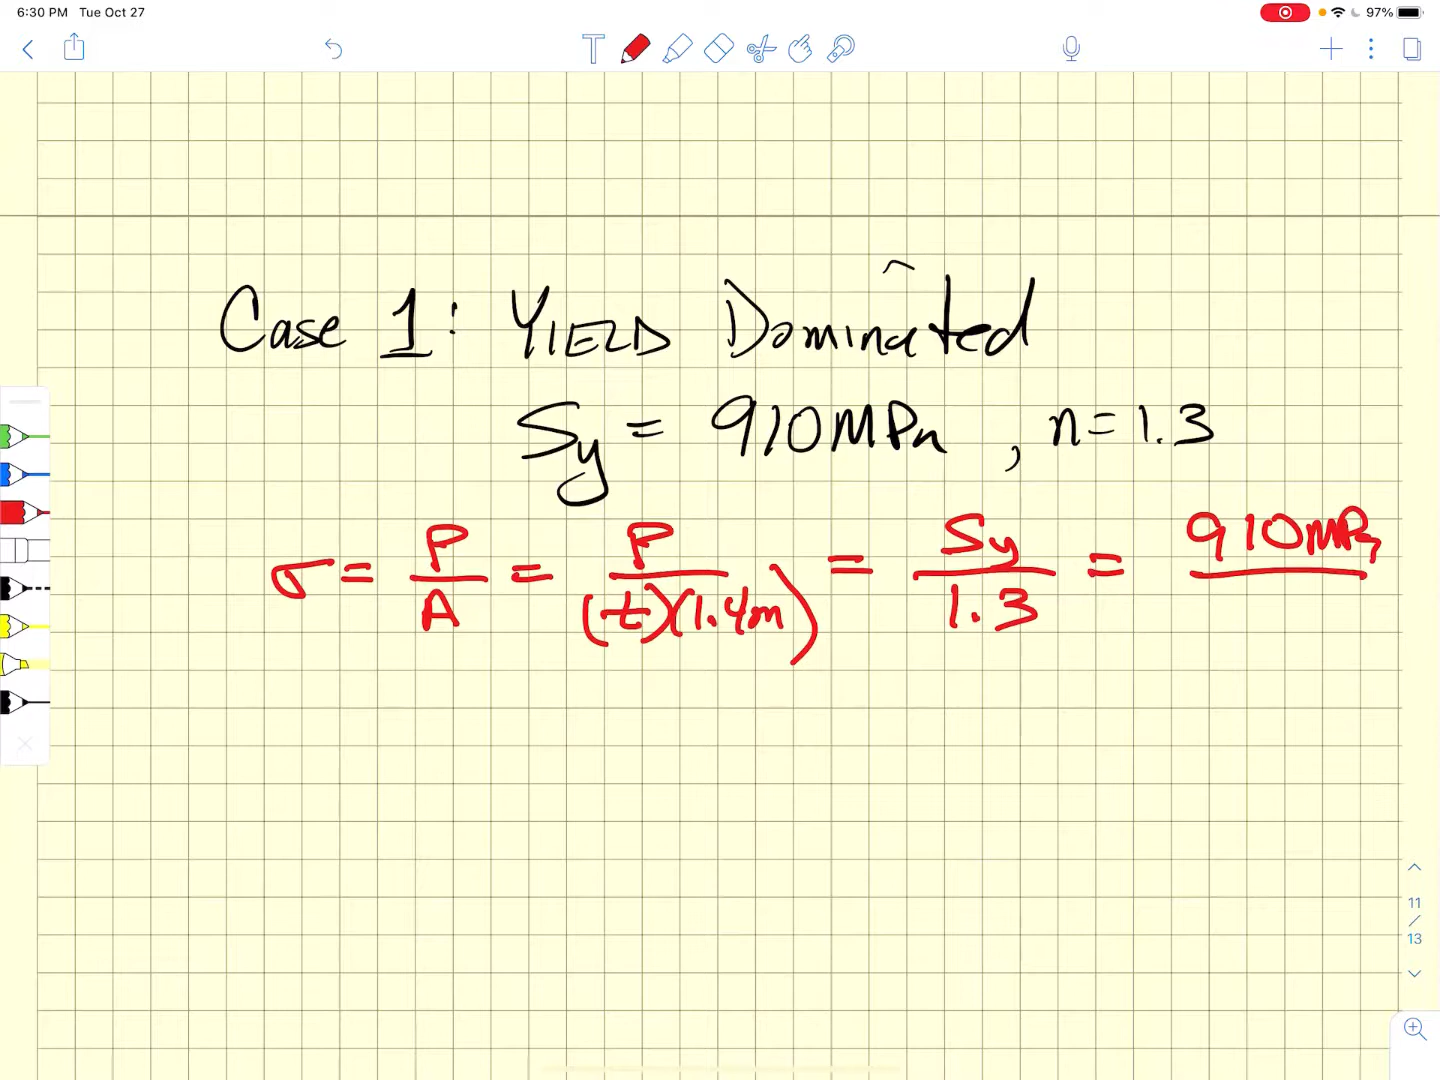 6:30 PM Tue Oct 27
97%
Case 1: YIELD Dominated
Sy = 910MPa , n=1.3
σ = P/A = P/(t)(1.4m) = Sy/1.3 = 910MPa/
11
/
13